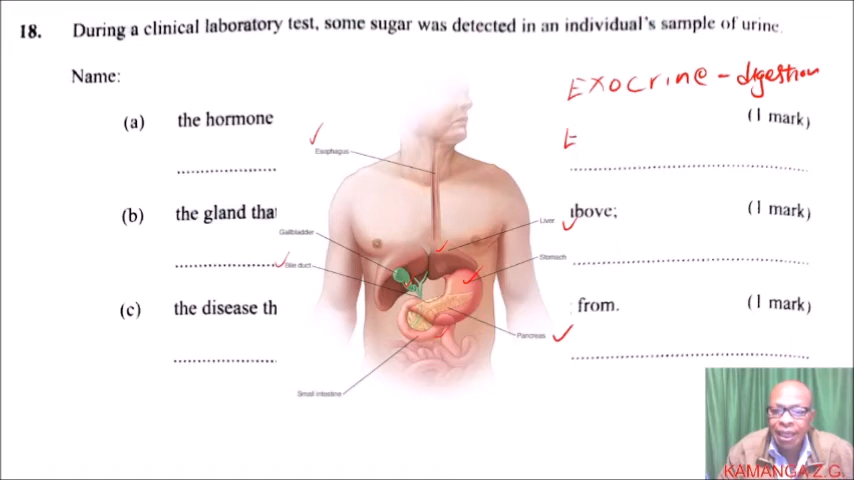 18. During a clinical laboratory test, some sugar was detected in an individual's sample of urine.
Name:
Exocrine - digestion
(a) the hormone (1 mark)
Esophagus
E
(b) the gland tha bove; (1 mark)
Liver
Gallbladder
Stomach
Bile duct
(c) the disease th from. (1 mark)
Pancreas
Small intestine
KAMANGA Z.G.